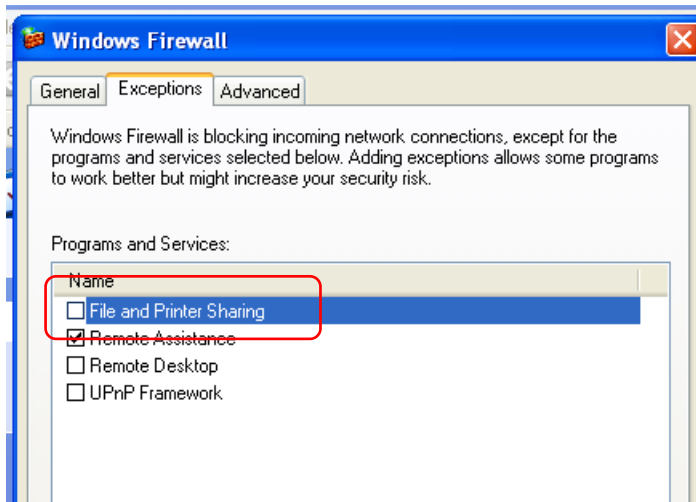 Windows Firewall
General Exceptions Advanced
Windows Firewall is blocking incoming network connections, except for the
programs and services selected below. Adding exceptions allows some programs
to work better but might increase your security risk.
Programs and Services:
Name
File and Printer Sharing
Remote Assistance
Remote Desktop
UPnP Framework